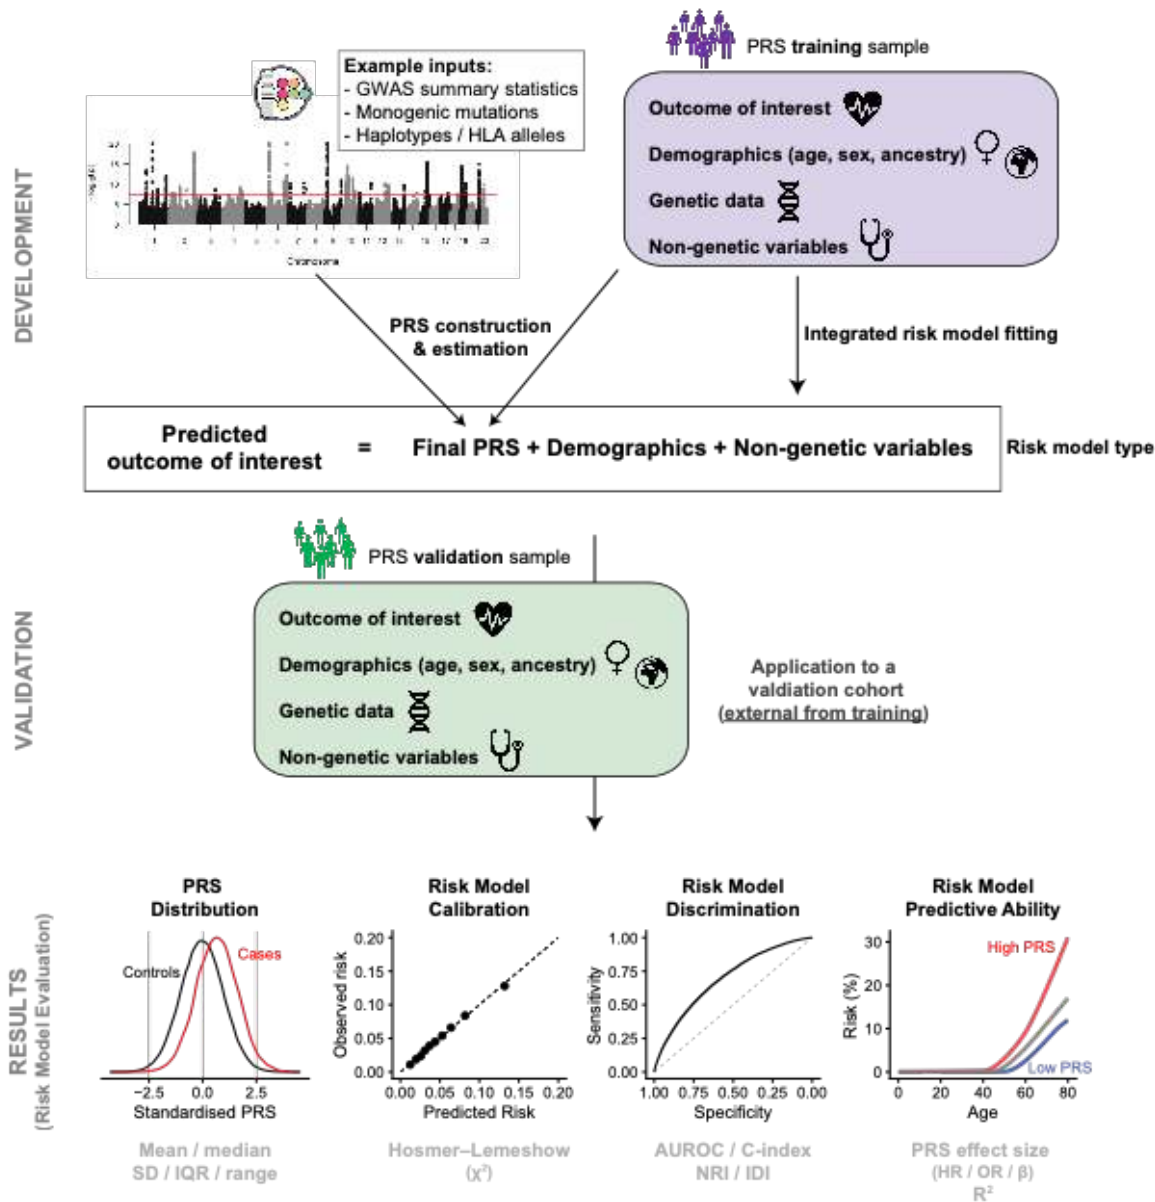 PRS training sample
Example inputs:
- GWAS summary statistics
- Monogenic mutations
- Haplotypes / HLA alleles
Outcome of interest
Demographics (age, sex, ancestry)
Genetic data
Non-genetic variables
Chromosome
DEVELOPMENT
PRS construction
& estimation
Integrated risk model fitting
Predicted
outcome of interest
=
Final PRS + Demographics + Non-genetic variables
Risk model type
PRS validation sample
VALIDATION
Outcome of interest
Demographics (age, sex, ancestry)
Genetic data
Non-genetic variables
Application to a
valdiation cohort
(external from training)
RESULTS
(Risk Model Evaluation)
PRS
Distribution
Controls
Cases
−2.5 0.0 2.5
Standardised PRS
Mean / median
SD / IQR / range
Risk Model
Calibration
Observed risk
0.20
0.15
0.10
0.05
0.00
0.00 0.05 0.10 0.15 0.20
Predicted Risk
Hosmer–Lemeshow
(χ²)
Risk Model
Discrimination
Sensitivity
1.00
0.75
0.50
0.25
0.00
1.00 0.75 0.50 0.25 0.00
Specificity
AUROC / C-index
NRI / IDI
Risk Model
Predictive Ability
High PRS
Low PRS
Risk (%)
30
20
10
0
0 20 40 60 80
Age
PRS effect size
(HR / OR / β)
R²